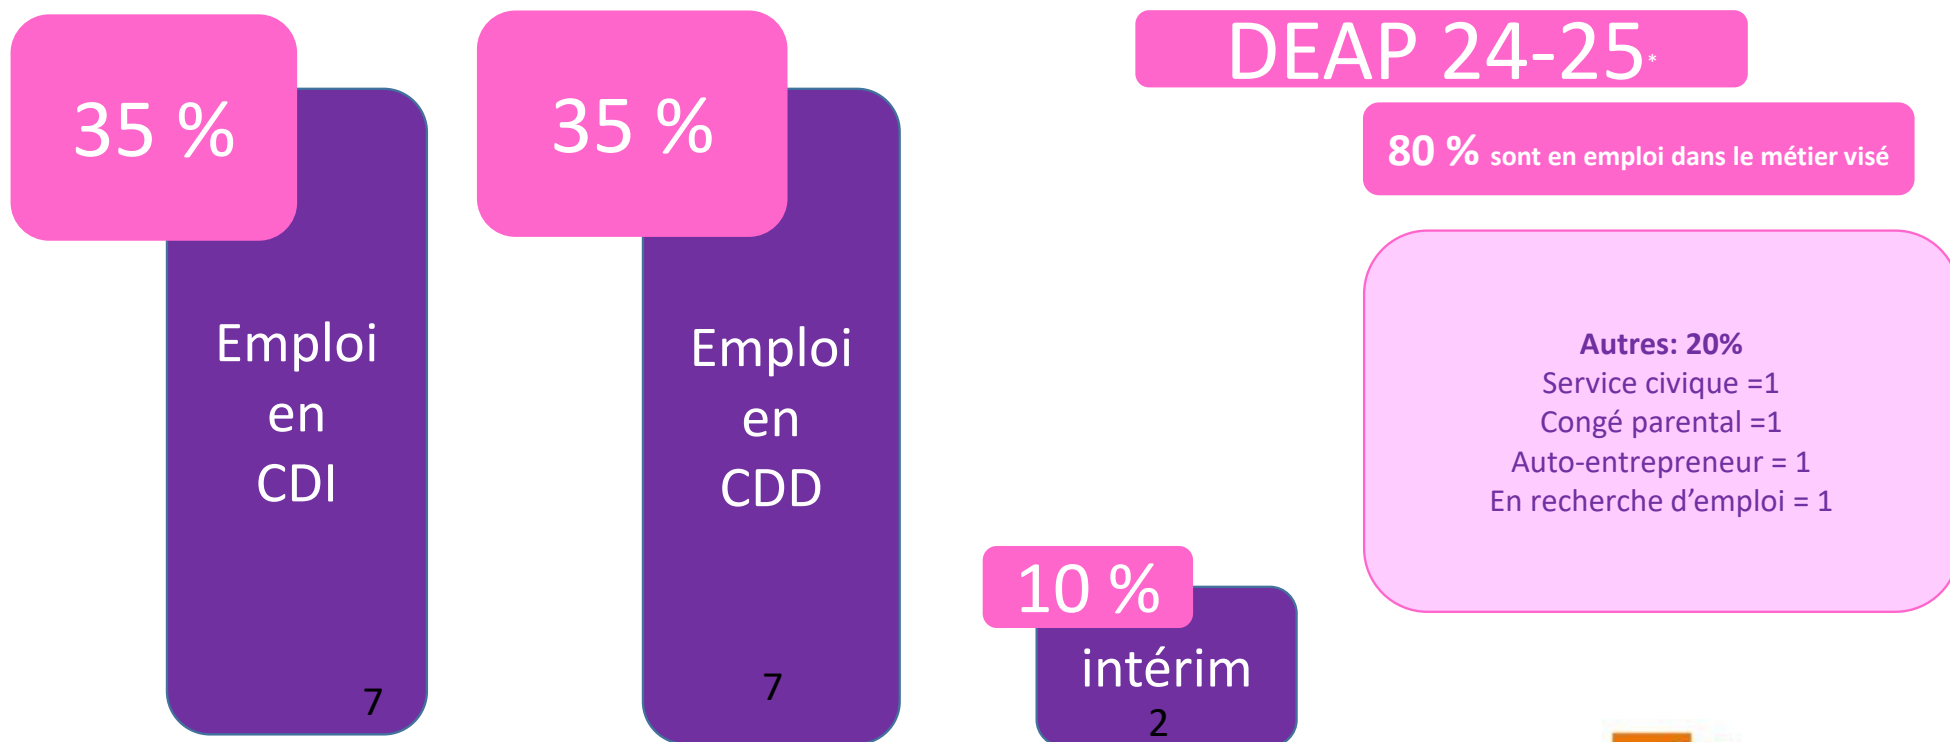 35 %
Emploi
en
CDI
7
35 %
Emploi
en
CDD
7
10 %
intérim
2
DEAP 24-25*
80 % sont en emploi dans le métier visé
Autres: 20%
Service civique =1
Congé parental =1
Auto-entrepreneur = 1
En recherche d’emploi = 1